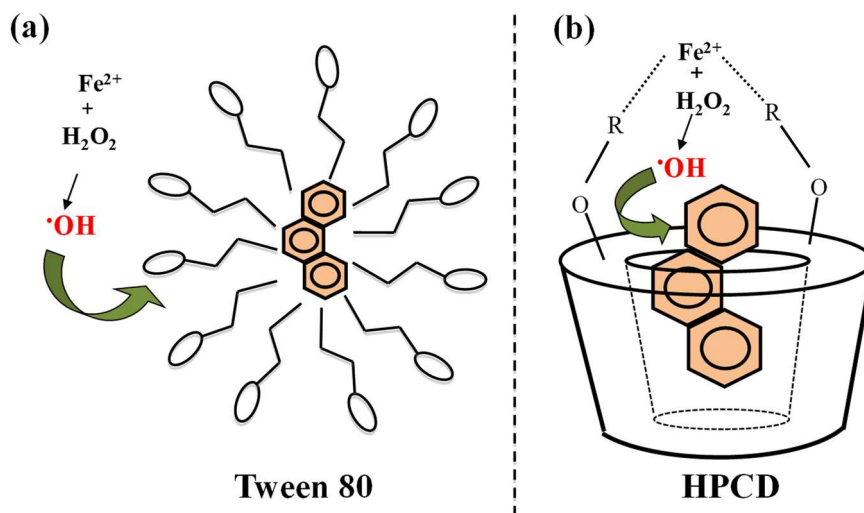 (a)
Fe²⁺
+
H₂O₂
·OH
Tween 80
(b)
Fe²⁺
+
H₂O₂
R
R
·OH
O
O
HPCD